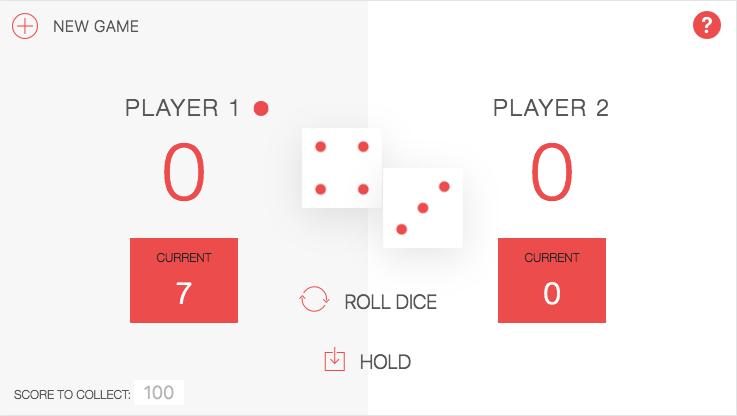 NEW GAME
?
PLAYER 1
PLAYER 2
0
0
CURRENT
7
CURRENT
0
ROLL DICE
HOLD
SCORE TO COLLECT: 100